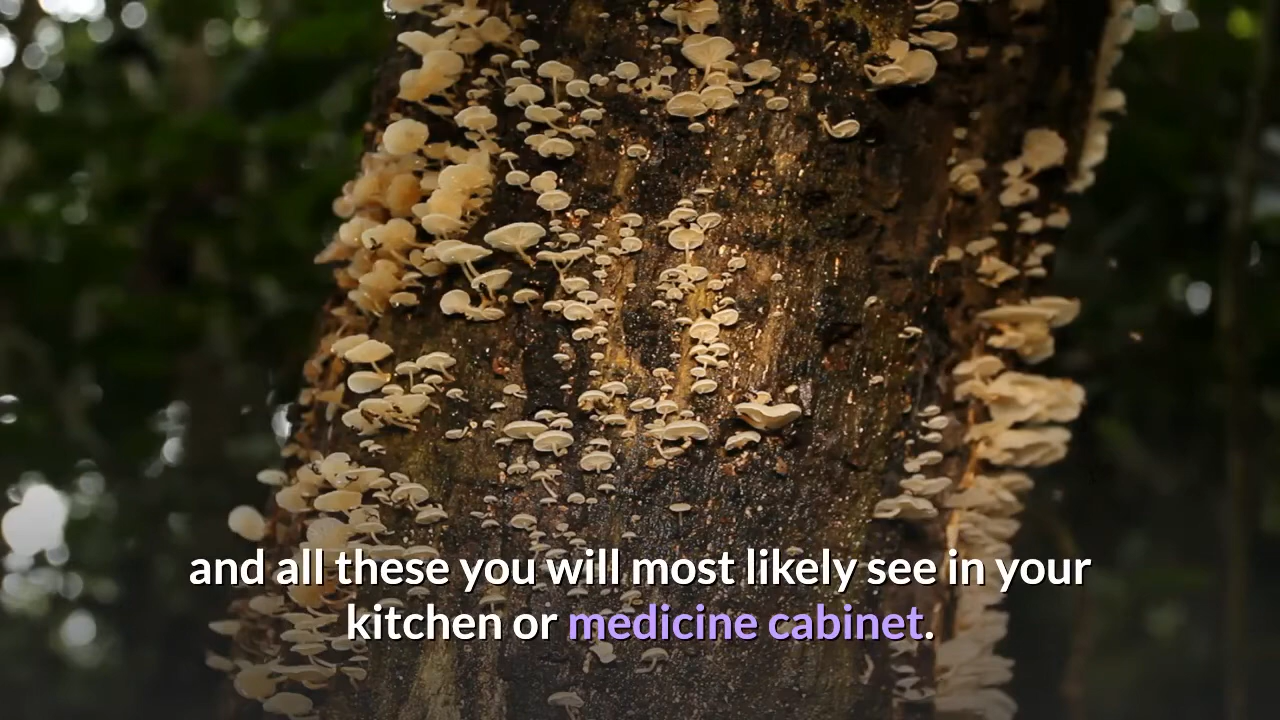 and all these you will most likely see in your
kitchen or medicine cabinet.